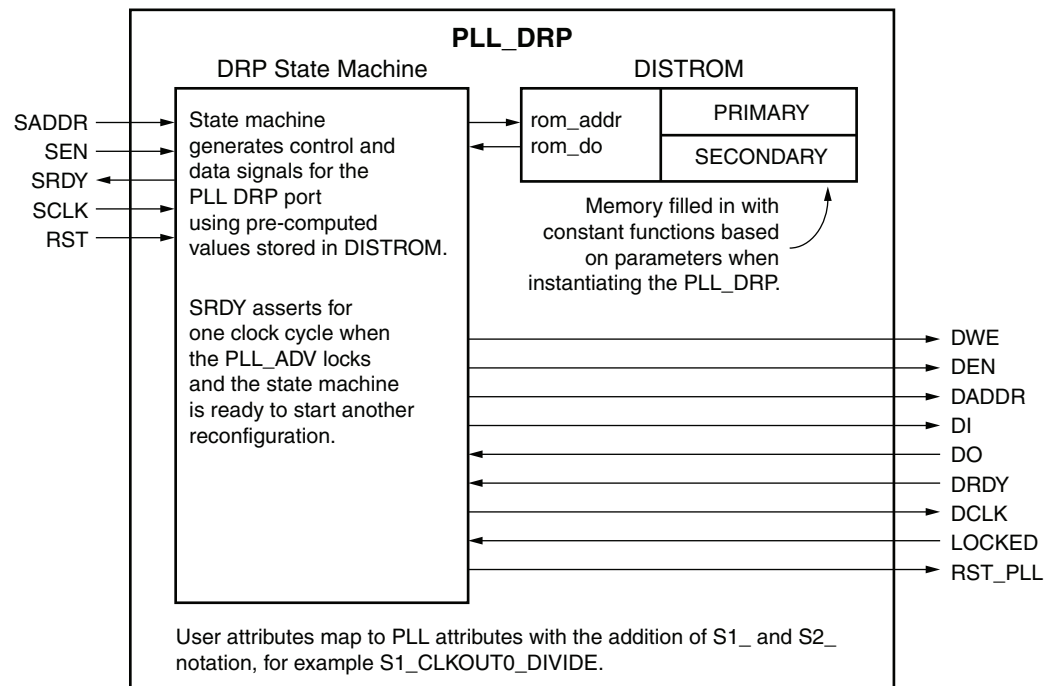 PLL_DRP
DRP State Machine
DISTROM
SADDR
SEN
SRDY
SCLK
RST
State machine
generates control and
data signals for the
PLL DRP port
using pre-computed
values stored in DISTROM.
SRDY asserts for
one clock cycle when
the PLL_ADV locks
and the state machine
is ready to start another
reconfiguration.
rom_addr
rom_do
PRIMARY
SECONDARY
Memory filled in with
constant functions based
on parameters when
instantiating the PLL_DRP.
DWE
DEN
DADDR
DI
DO
DRDY
DCLK
LOCKED
RST_PLL
User attributes map to PLL attributes with the addition of S1_ and S2_
notation, for example S1_CLKOUT0_DIVIDE.